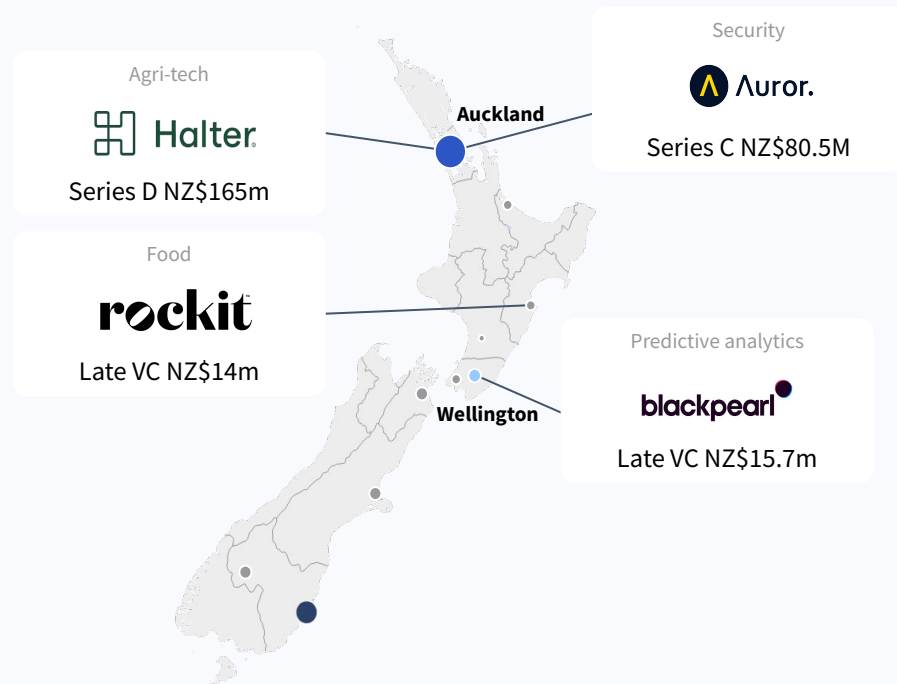 Agri-tech
Halter
Series D NZ$165m
Security
Auror.
Series C NZ$80.5M
Auckland
Food
rockit
Late VC NZ$14m
Predictive analytics
blackpearl
Late VC NZ$15.7m
Wellington